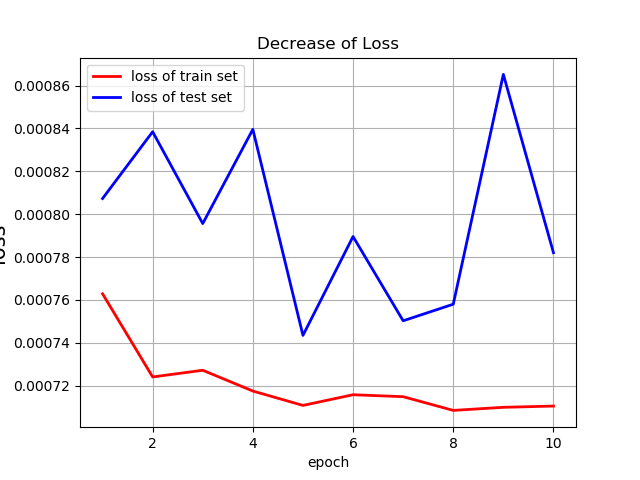 Decrease of Loss
loss of train set
loss of test set
0.00086
0.00084
0.00082
0.00080
0.00078
0.00076
0.00074
0.00072
loss
2 4 6 8 10
epoch